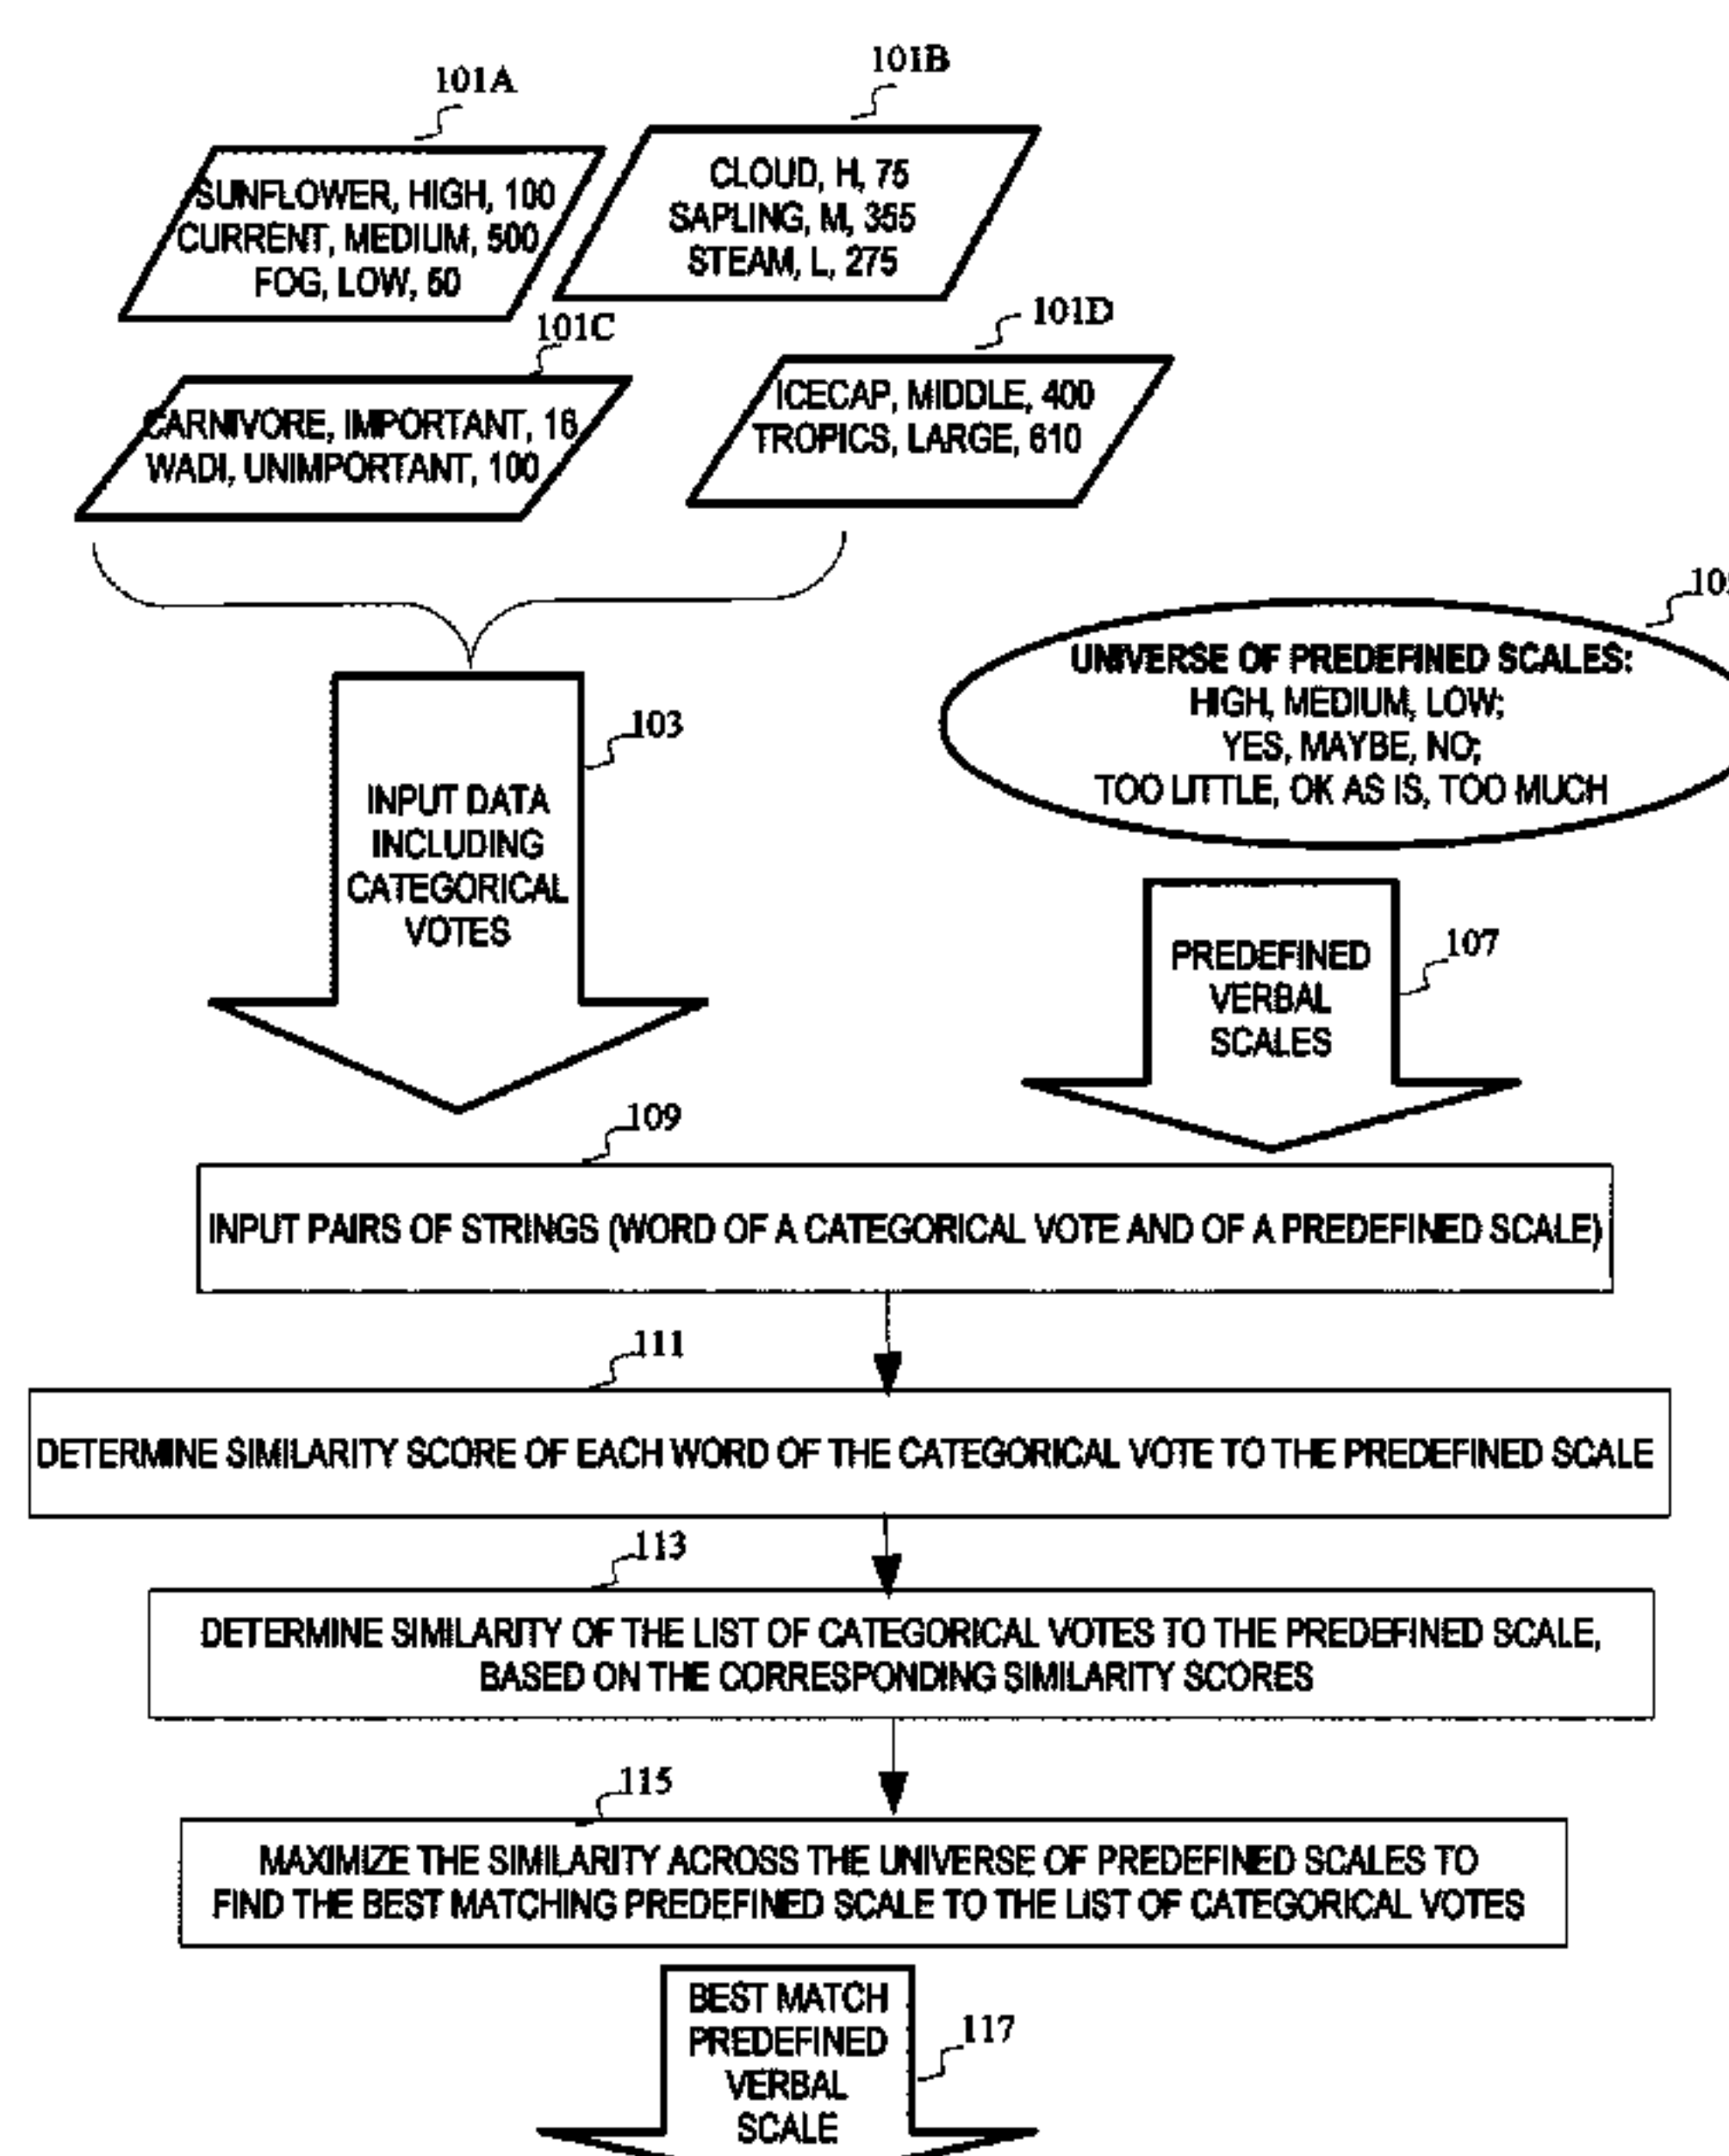 101A
SUNFLOWER, HIGH, 100
CURRENT, MEDIUM, 500
FOG, LOW, 50
101B
CLOUD, H, 75
SAPLING, M, 355
STEAM, L, 275
101C
CARNIVORE, IMPORTANT, 16
WADI, UNIMPORTANT, 100
101D
ICECAP, MIDDLE, 400
TROPICS, LARGE, 610
103
INPUT DATA
INCLUDING
CATEGORICAL
VOTES
UNIVERSE OF PREDEFINED SCALES:
HIGH, MEDIUM, LOW;
YES, MAYBE, NO;
TOO LITTLE, OK AS IS, TOO MUCH
107
PREDEFINED
VERBAL
SCALES
109
INPUT PAIRS OF STRINGS (WORD OF A CATEGORICAL VOTE AND OF A PREDEFINED SCALE)
111
DETERMINE SIMILARITY SCORE OF EACH WORD OF THE CATEGORICAL VOTE TO THE PREDEFINED SCALE
113
DETERMINE SIMILARITY OF THE LIST OF CATEGORICAL VOTES TO THE PREDEFINED SCALE,
BASED ON THE CORRESPONDING SIMILARITY SCORES
115
MAXIMIZE THE SIMILARITY ACROSS THE UNIVERSE OF PREDEFINED SCALES TO
FIND THE BEST MATCHING PREDEFINED SCALE TO THE LIST OF CATEGORICAL VOTES
117
BEST MATCH
PREDEFINED
VERBAL
SCALE